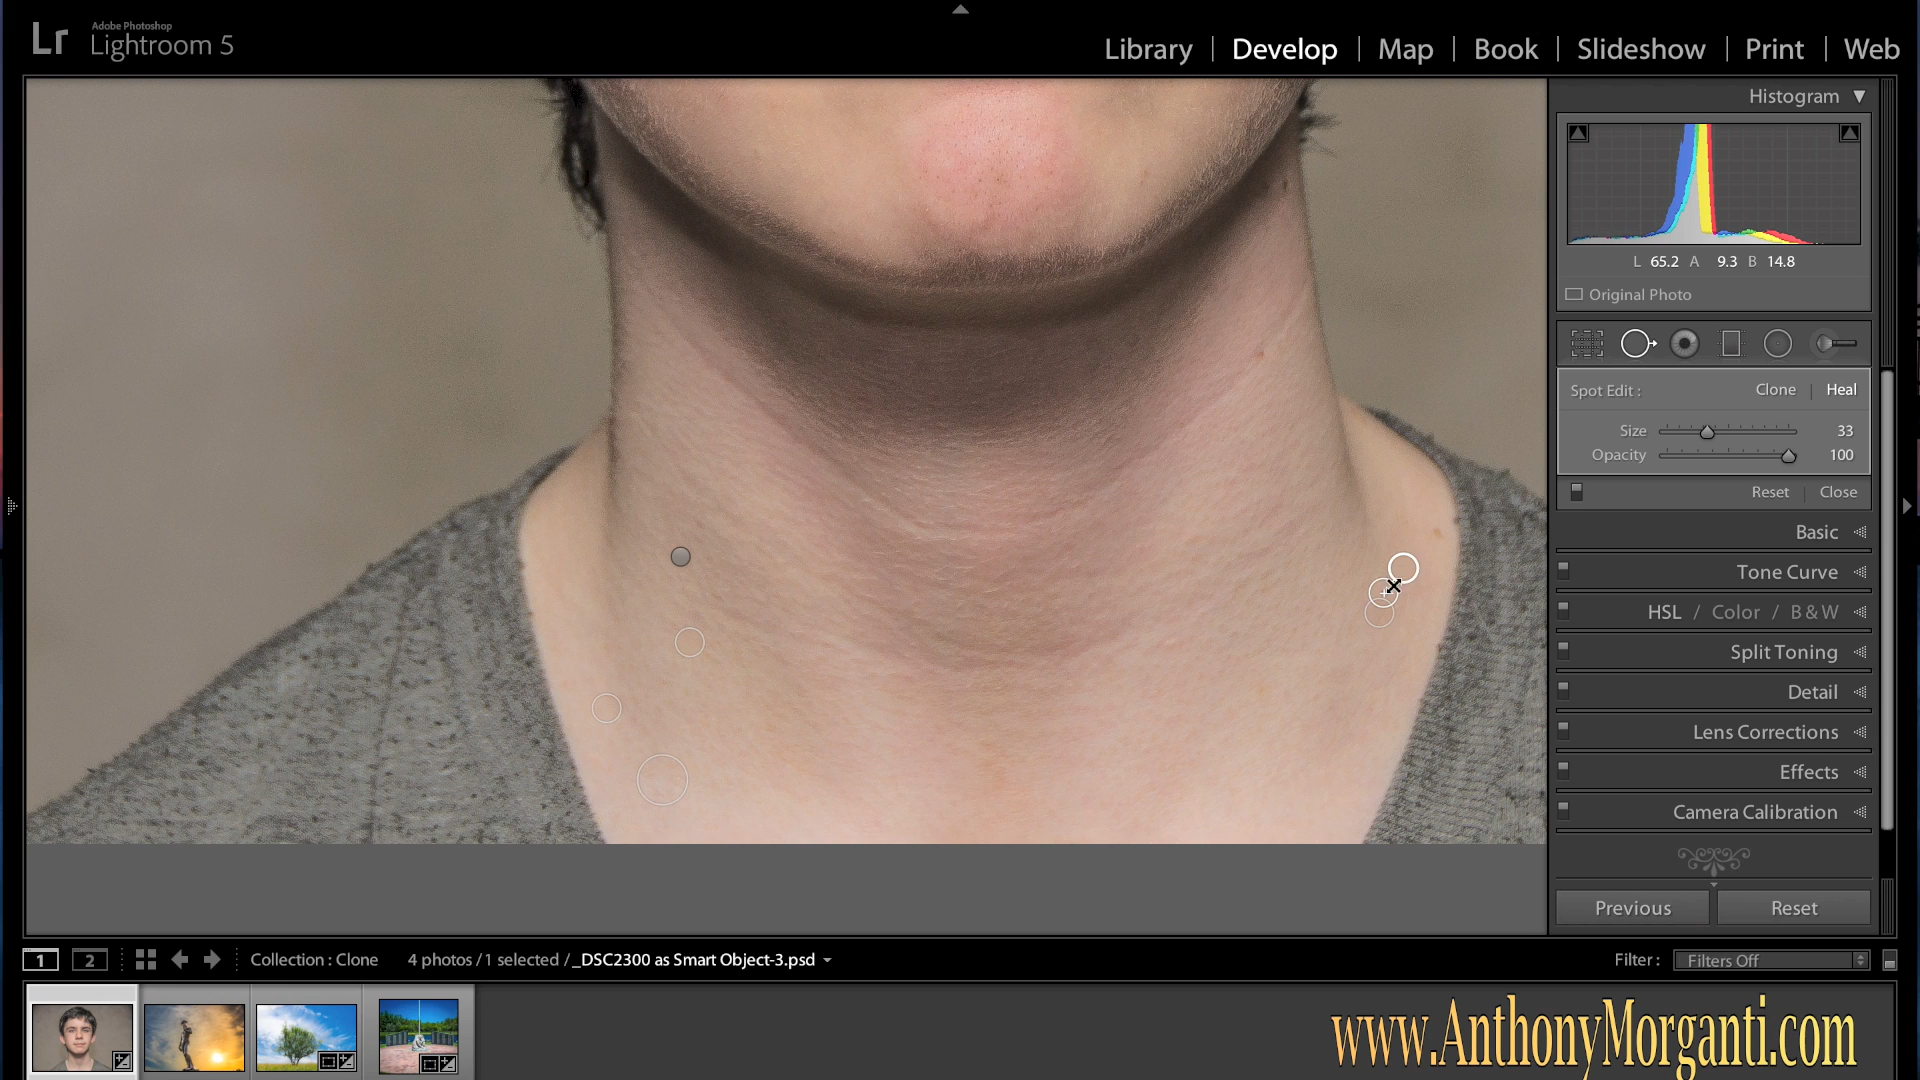 Lr Adobe Photoshop
Lightroom 5
Library | Develop | Map | Book | Slideshow | Print | Web
Histogram
L 65.2 A 9.3 B 14.8
Original Photo
Spot Edit : Clone | Heal
Size 33
Opacity 100
Reset | Close
Basic
Tone Curve
HSL / Color / B & W
Split Toning
Detail
Lens Corrections
Effects
Camera Calibration
Previous Reset
1 2 Collection : Clone 4 photos / 1 selected / _DSC2300 as Smart Object-3.psd Filter : Filters Off
www.AnthonyMorganti.com